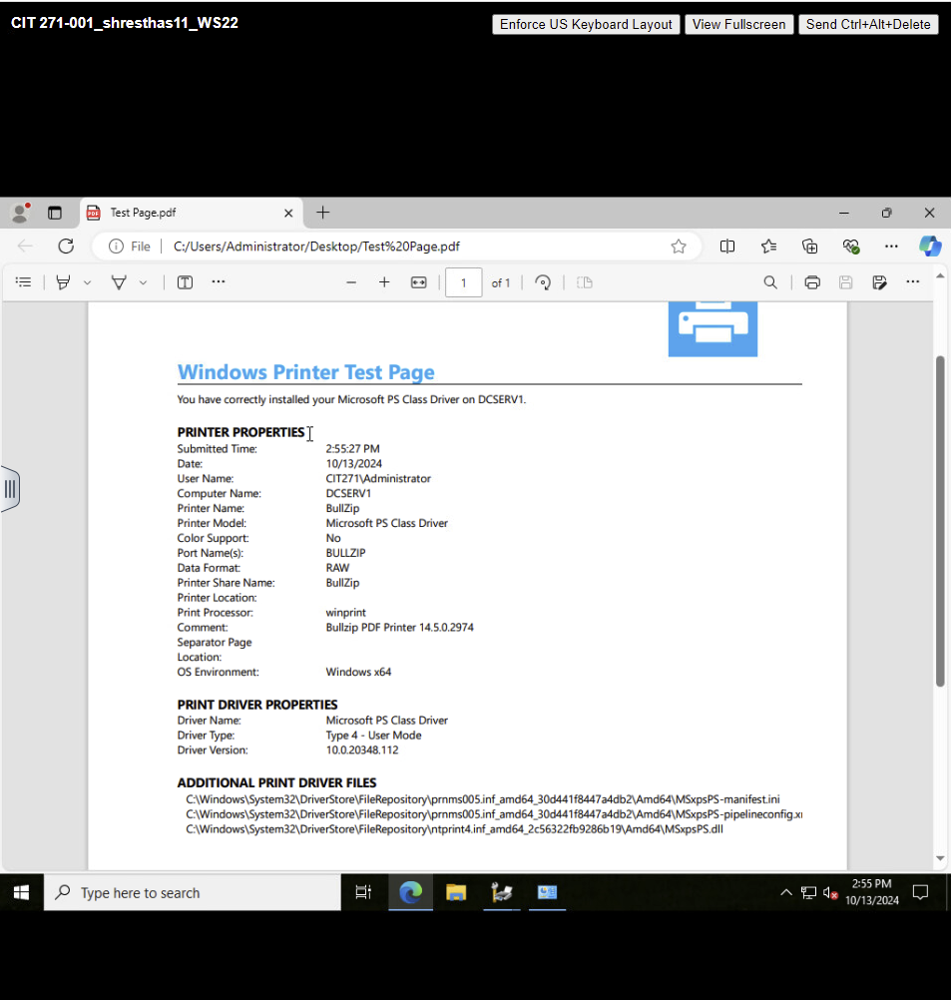 CIT 271-001_shresthas11_WS22
Enforce US Keyboard Layout View Fullscreen Send Ctrl+Alt+Delete
Test Page.pdf
File C:/Users/Administrator/Desktop/Test%20Page.pdf
1 of 1
Windows Printer Test Page
You have correctly installed your Microsoft PS Class Driver on DCSERV1.
PRINTER PROPERTIES
Submitted Time: 2:55:27 PM
Date: 10/13/2024
User Name: CIT271\Administrator
Computer Name: DCSERV1
Printer Name: BullZip
Printer Model: Microsoft PS Class Driver
Color Support: No
Port Name(s): BULLZIP
Data Format: RAW
Printer Share Name: BullZip
Printer Location:
Print Processor: winprint
Comment: Bullzip PDF Printer 14.5.0.2974
Separator Page
Location:
OS Environment: Windows x64
PRINT DRIVER PROPERTIES
Driver Name: Microsoft PS Class Driver
Driver Type: Type 4 - User Mode
Driver Version: 10.0.20348.112
ADDITIONAL PRINT DRIVER FILES
C:\Windows\System32\DriverStore\FileRepository\prnms005.inf_amd64_30d441f8447a4db2\Amd64\MSxpsPS-manifest.ini
C:\Windows\System32\DriverStore\FileRepository\prnms005.inf_amd64_30d441f8447a4db2\Amd64\MSxpsPS-pipelineconfig.x
C:\Windows\System32\DriverStore\FileRepository\ntprint4.inf_amd64_2c56322fb9286b19\Amd64\MSxpsPS.dll
Type here to search
2:55 PM
10/13/2024